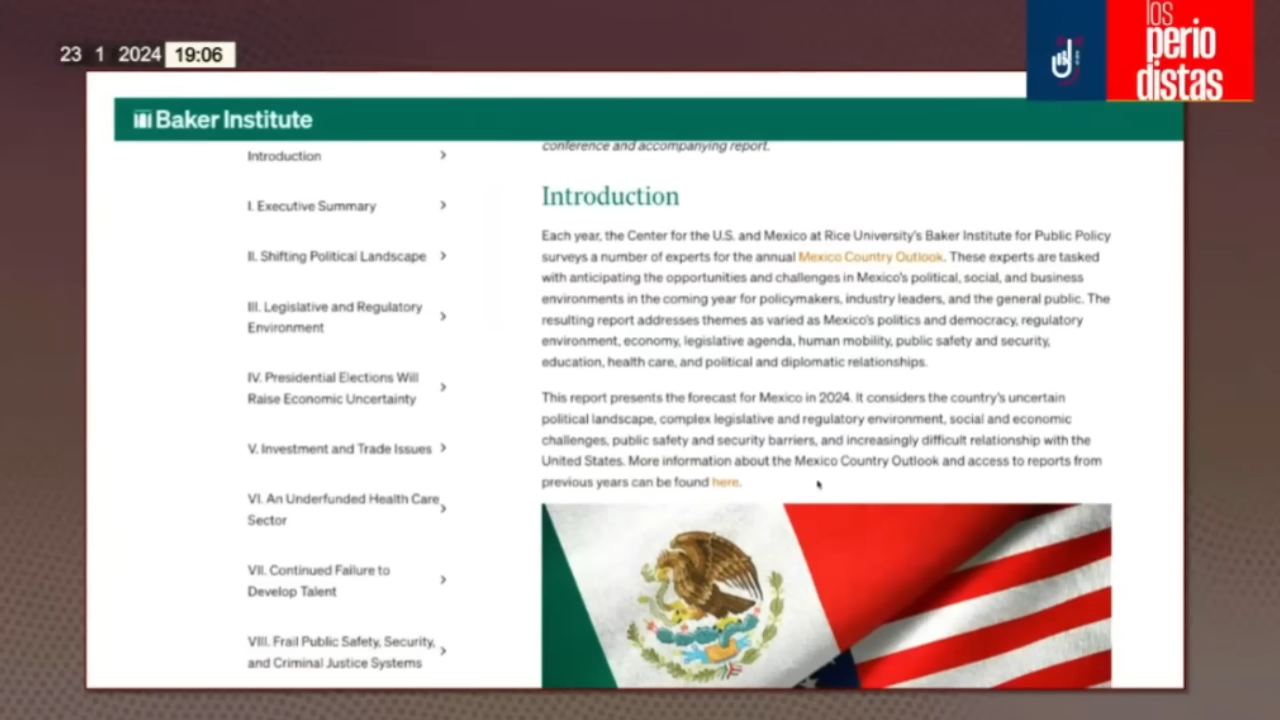 23 1 2024 19:06
los
perio
distas
Baker Institute
Introduction
I. Executive Summary
II. Shifting Political Landscape
III. Legislative and Regulatory
Environment
IV. Presidential Elections Will
Raise Economic Uncertainty
V. Investment and Trade Issues
VI. An Underfunded Health Care
Sector
VII. Continued Failure to
Develop Talent
VIII. Frail Public Safety, Security,
and Criminal Justice Systems
conference and accompanying report.
Introduction
Each year, the Center for the U.S. and Mexico at Rice University's Baker Institute for Public Policy
surveys a number of experts for the annual Mexico Country Outlook. These experts are tasked
with anticipating the opportunities and challenges in Mexico's political, social, and business
environments in the coming year for policymakers, industry leaders, and the general public. The
resulting report addresses themes as varied as Mexico's politics and democracy, regulatory
environment, economy, legislative agenda, human mobility, public safety and security,
education, health care, and political and diplomatic relationships.
This report presents the forecast for Mexico in 2024. It considers the country's uncertain
political landscape, complex legislative and regulatory environment, social and economic
challenges, public safety and security barriers, and increasingly difficult relationship with the
United States. More information about the Mexico Country Outlook and access to reports from
previous years can be found here.